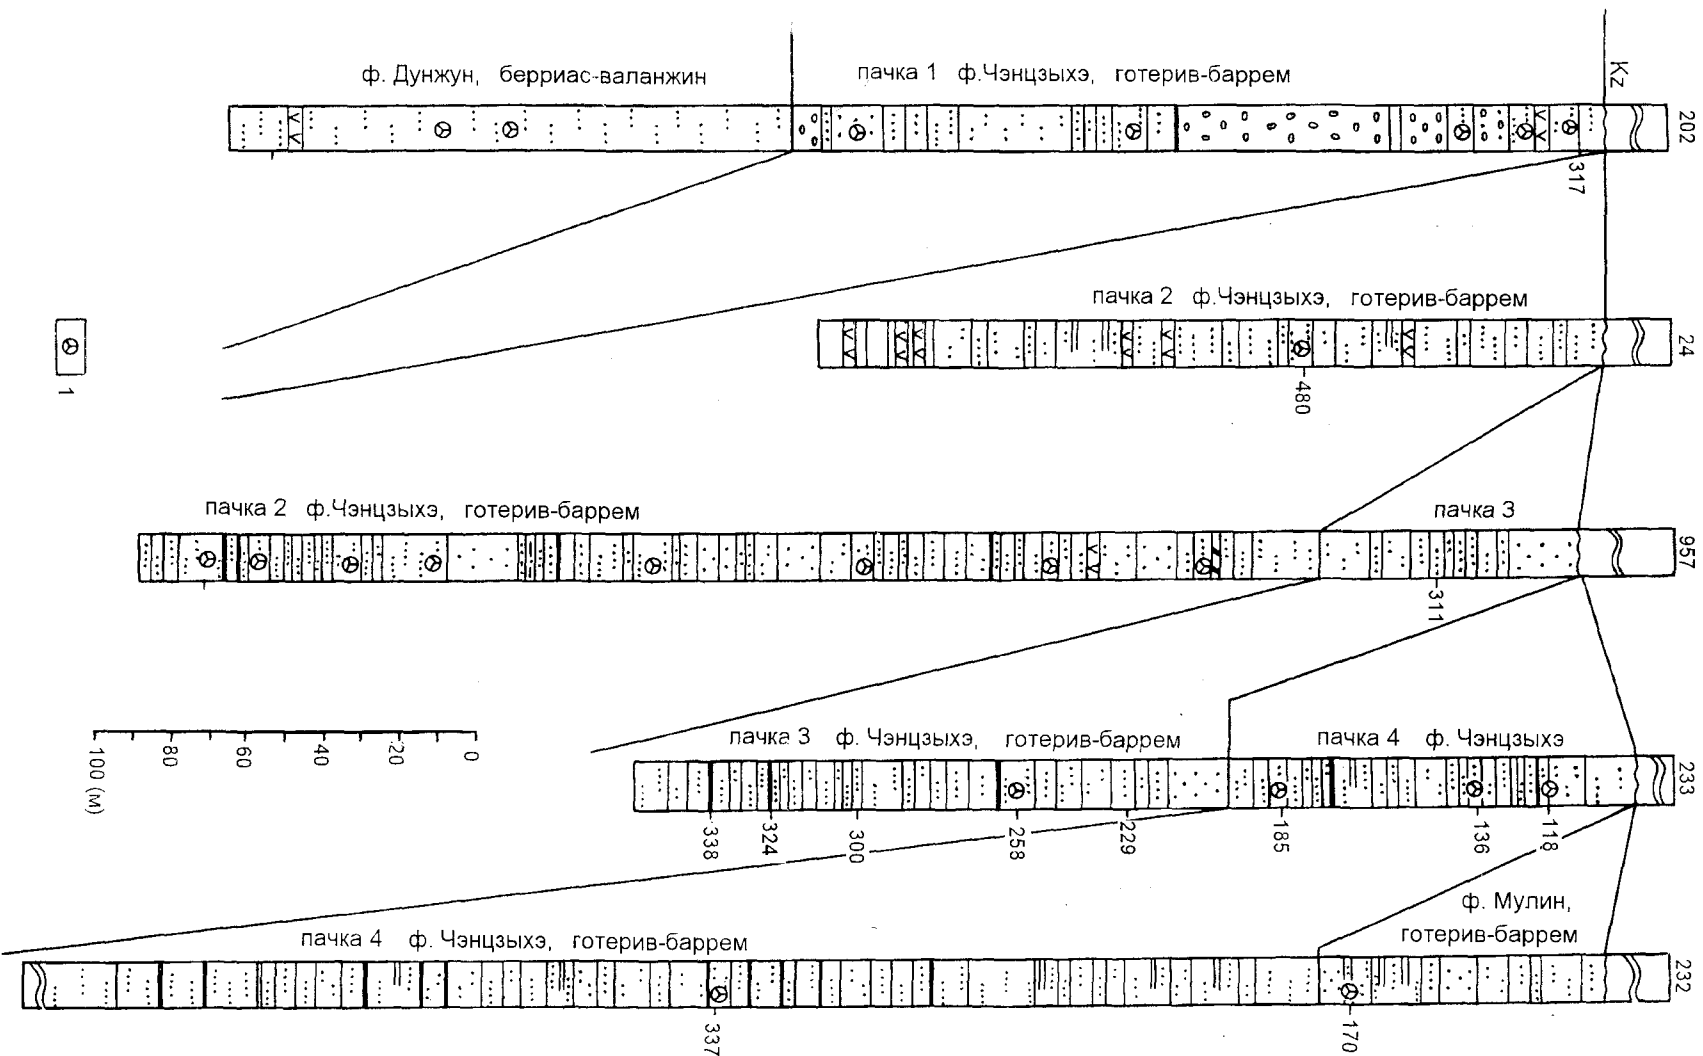 ф. Дунжун, берриас-валанжин
пачка 1 ф.Чэнцзыхэ, готерив-баррем
Kz
202
317
пачка 2 ф.Чэнцзыхэ, готерив-баррем
24
480
1
пачка 2 ф.Чэнцзыхэ, готерив-баррем
пачка 3
957
311
0
20
40
60
80
100 (м)
пачка 3 ф. Чэнцзыхэ, готерив-баррем
пачка 4 ф. Чэнцзыхэ
233
338
324
300
258
229
185
136
118
ф. Мулин,
готерив-баррем
пачка 4 ф. Чэнцзыхэ, готерив-баррем
232
337
170